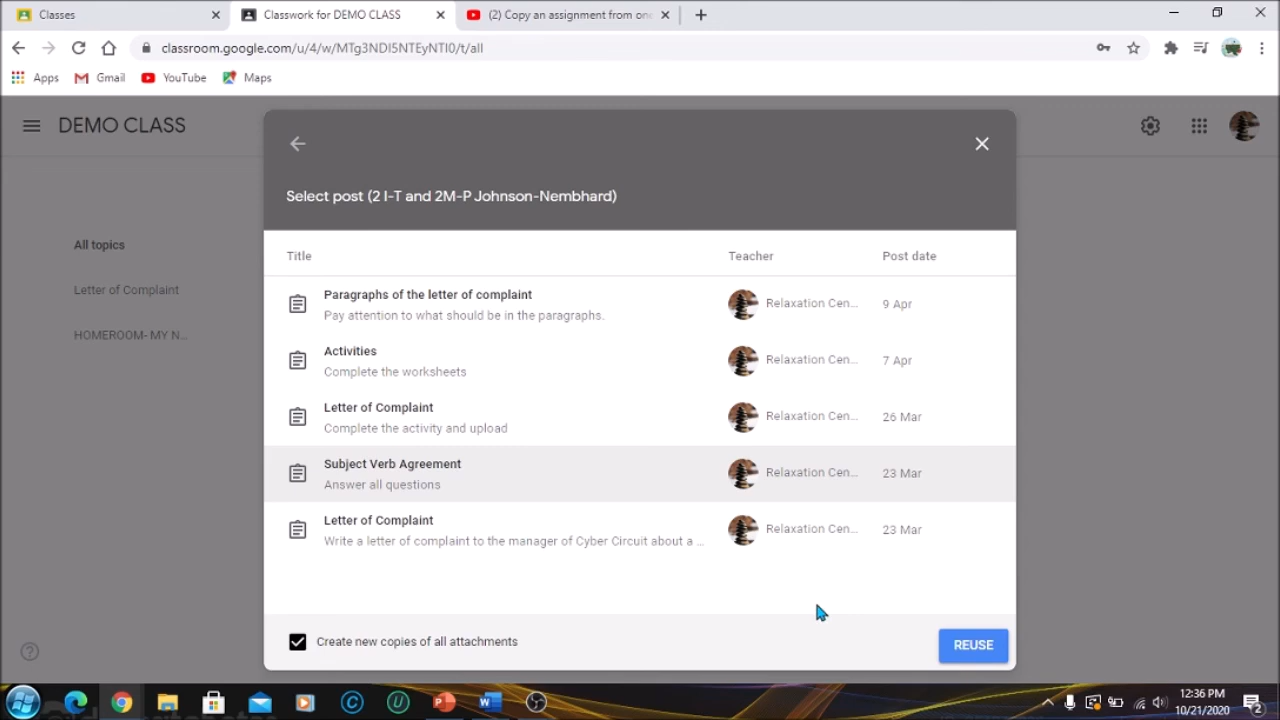 Classes
Classwork for DEMO CLASS
(2) Copy an assignment from one
classroom.google.com/u/4/w/MTg3NDI5NTEyNTI0/t/all
Apps
Gmail
YouTube
Maps
DEMO CLASS
Select post (2 I-T and 2M-P Johnson-Nembhard)
All topics
Letter of Complaint
HOMEROOM- MY N...
Title
Teacher
Post date
Paragraphs of the letter of complaint
Pay attention to what should be in the paragraphs.
Relaxation Cen...
9 Apr
Activities
Complete the worksheets
Relaxation Cen...
7 Apr
Letter of Complaint
Complete the activity and upload
Relaxation Cen...
26 Mar
Subject Verb Agreement
Answer all questions
Relaxation Cen...
23 Mar
Letter of Complaint
Write a letter of complaint to the manager of Cyber Circuit about a ...
Relaxation Cen...
23 Mar
Create new copies of all attachments
REUSE
12:36 PM
10/21/2020
2